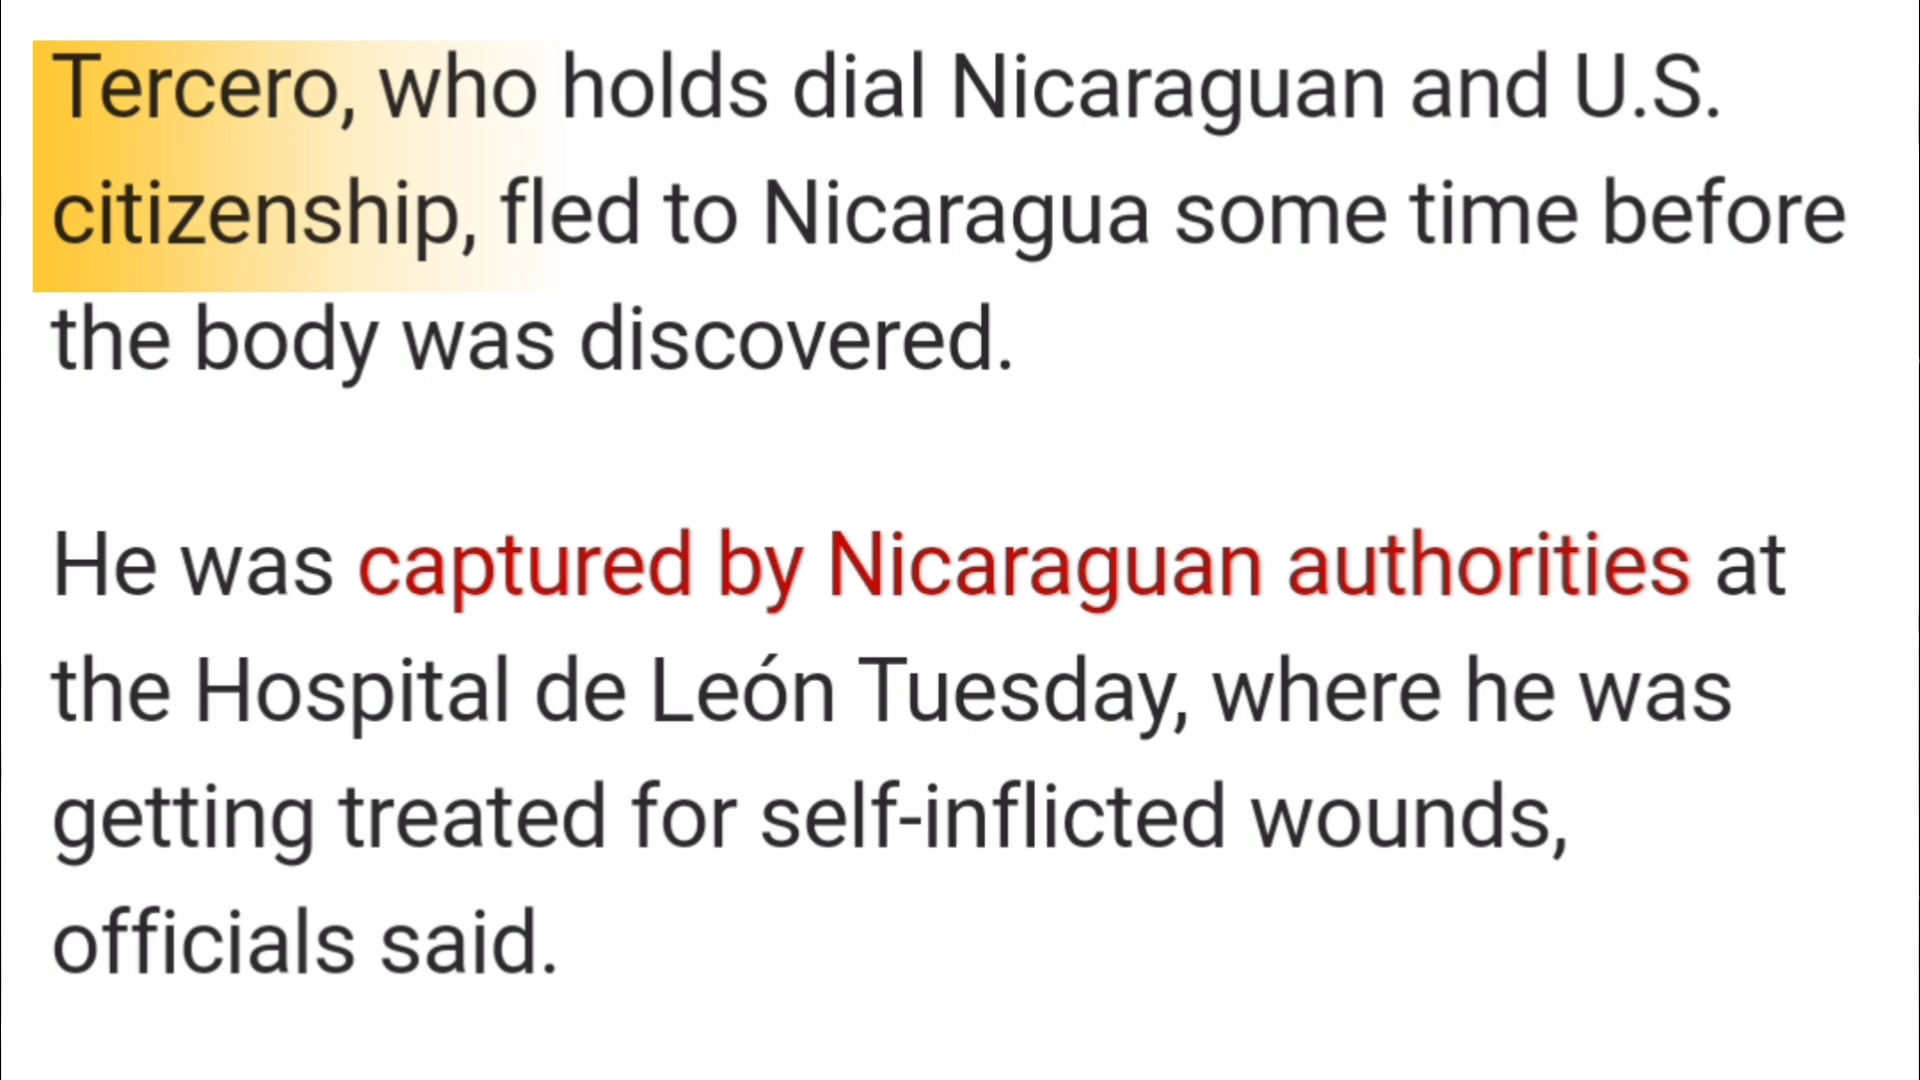 Tercero, who holds dial Nicaraguan and U.S.
citizenship, fled to Nicaragua some time before
the body was discovered.
He was captured by Nicaraguan authorities at
the Hospital de León Tuesday, where he was
getting treated for self-inflicted wounds,
officials said.